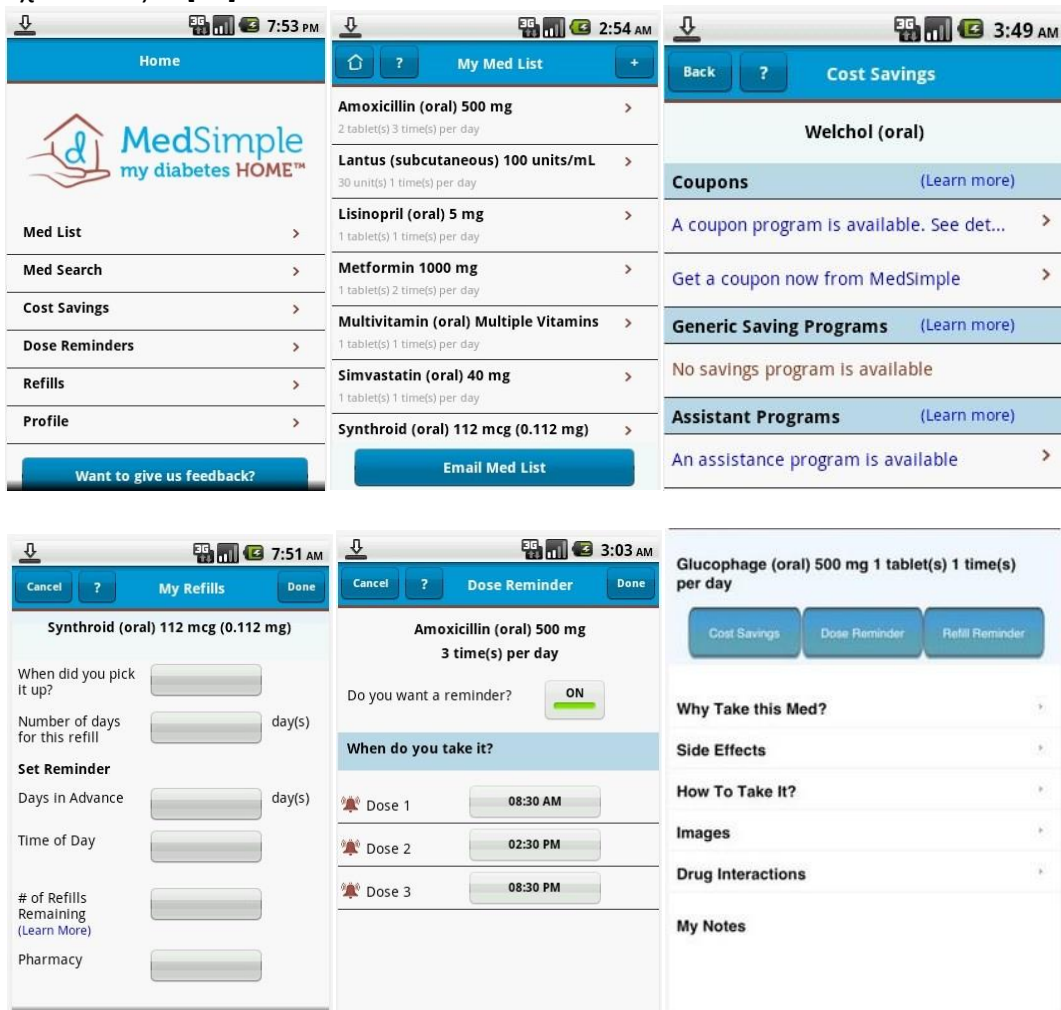 3G 7:53 PM
Home
MedSimple
my diabetes HOME™
Med List
Med Search
Cost Savings
Dose Reminders
Refills
Profile
Want to give us feedback?
3G 2:54 AM
? My Med List +
Amoxicillin (oral) 500 mg
2 tablet(s) 3 time(s) per day
Lantus (subcutaneous) 100 units/mL
30 unit(s) 1 time(s) per day
Lisinopril (oral) 5 mg
1 tablet(s) 1 time(s) per day
Metformin 1000 mg
1 tablet(s) 2 time(s) per day
Multivitamin (oral) Multiple Vitamins
1 tablet(s) 1 time(s) per day
Simvastatin (oral) 40 mg
1 tablet(s) 1 time(s) per day
Synthroid (oral) 112 mcg (0.112 mg)
Email Med List
3G 3:49 AM
Back ? Cost Savings
Welchol (oral)
Coupons (Learn more)
A coupon program is available. See det...
Get a coupon now from MedSimple
Generic Saving Programs (Learn more)
No savings program is available
Assistant Programs (Learn more)
An assistance program is available
3G 7:51 AM
Cancel ? My Refills Done
Synthroid (oral) 112 mcg (0.112 mg)
When did you pick
it up?
Number of days day(s)
for this refill
Set Reminder
Days in Advance day(s)
Time of Day
# of Refills
Remaining
(Learn More)
Pharmacy
3G 3:03 AM
Cancel ? Dose Reminder Done
Amoxicillin (oral) 500 mg
3 time(s) per day
Do you want a reminder? ON
When do you take it?
Dose 1 08:30 AM
Dose 2 02:30 PM
Dose 3 08:30 PM
Glucophage (oral) 500 mg 1 tablet(s) 1 time(s)
per day
Cost Savings Dose Reminder Refill Reminder
Why Take this Med?
Side Effects
How To Take It?
Images
Drug Interactions
My Notes